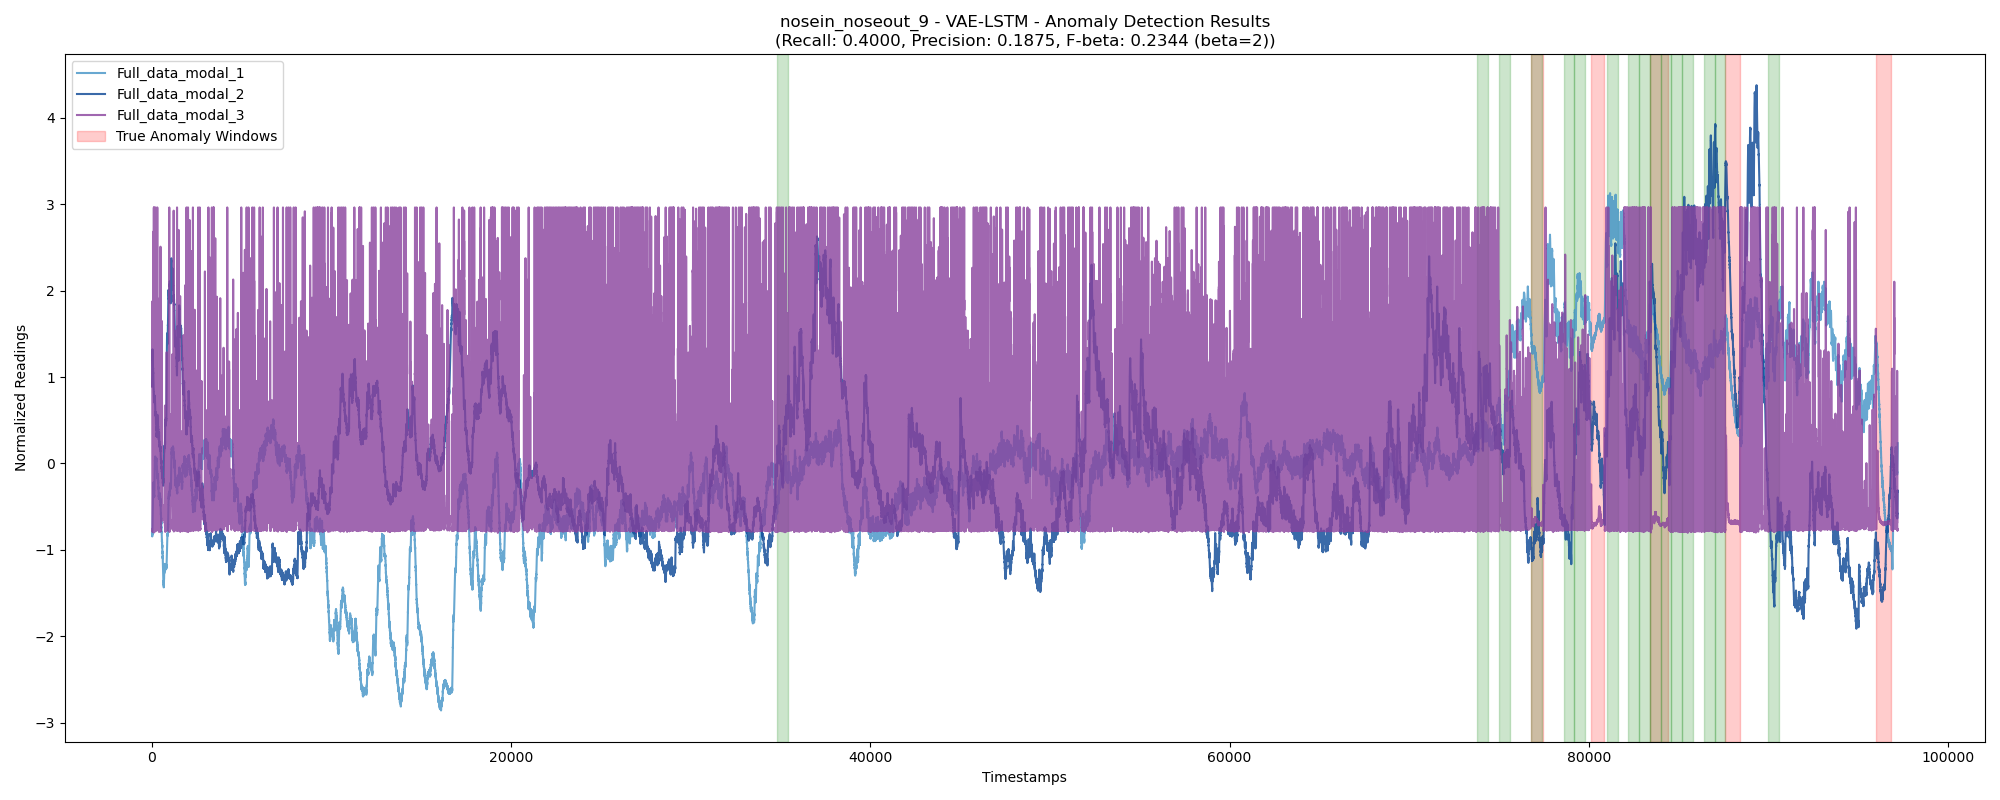 nosein_noseout_9 - VAE-LSTM - Anomaly Detection Results
(Recall: 0.4000, Precision: 0.1875, F-beta: 0.2344 (beta=2))
Full_data_modal_1
Full_data_modal_2
Full_data_modal_3
True Anomaly Windows
Normalized Readings
4
3
2
1
0
−1
−2
−3
0
20000
40000
60000
80000
100000
Timestamps